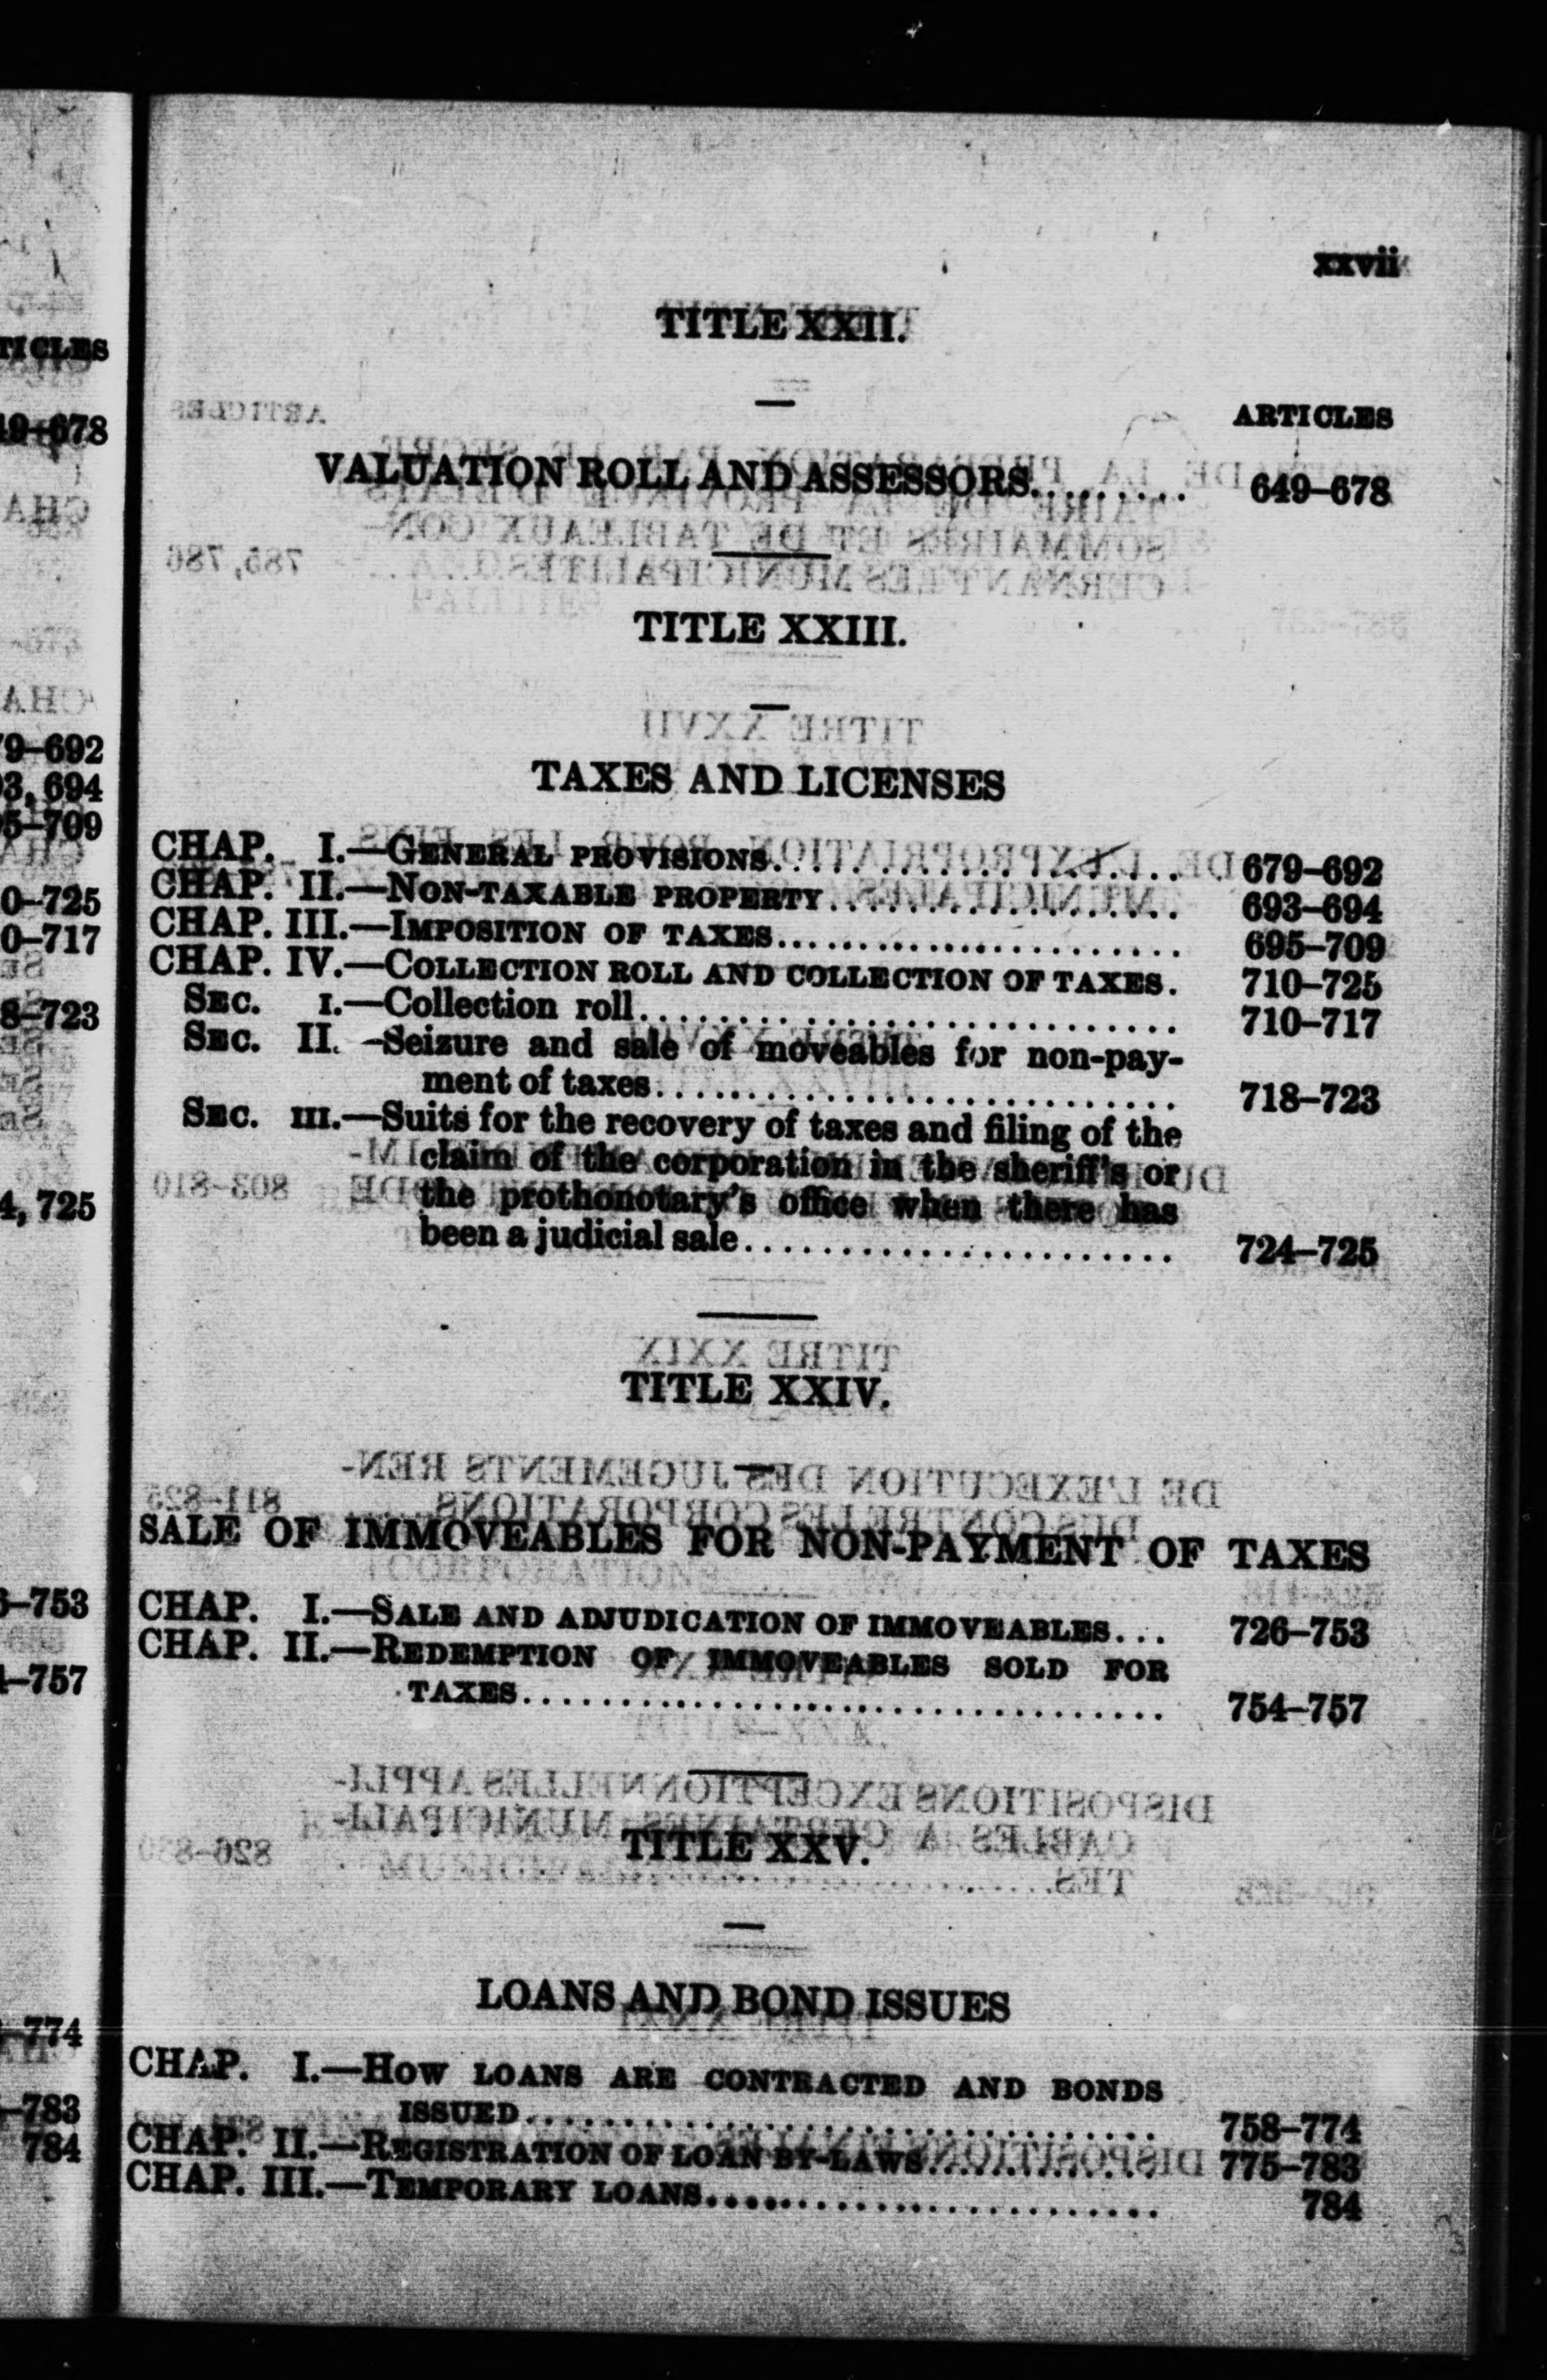 xxvii
TITLE XXII.
ARTICLES
VALUATION ROLL AND ASSESSORS.......... 649-678
TITLE XXIII.
TAXES AND LICENSES
CHAP. I.—GENERAL PROVISIONS.......................... 679-692
CHAP. II.—NON-TAXABLE PROPERTY...................... 693-694
CHAP. III.—IMPOSITION OF TAXES.......................... 695-709
CHAP. IV.—COLLECTION ROLL AND COLLECTION OF TAXES. 710-725
SEC. I.—Collection roll............................ 710-717
SEC. II. -Seizure and sale of moveables for non-pay-
ment of taxes............................... 718-723
SEC. III.—Suits for the recovery of taxes and filing of the
claim of the corporation in the sheriff's or
the prothonotary's office when there has
been a judicial sale....................... 724-725
TITLE XXIV.
SALE OF IMMOVEABLES FOR NON-PAYMENT OF TAXES
CHAP. I.—SALE AND ADJUDICATION OF IMMOVEABLES... 726-753
CHAP. II.—REDEMPTION OF IMMOVEABLES SOLD FOR
TAXES.................................... 754-757
TITLE XXV.
LOANS AND BOND ISSUES
CHAP. I.—HOW LOANS ARE CONTRACTED AND BONDS
ISSUED.................................... 758-774
CHAP. II.—REGISTRATION OF LOAN BY-LAWS.............. 775-783
CHAP. III.—TEMPORARY LOANS............................ 784